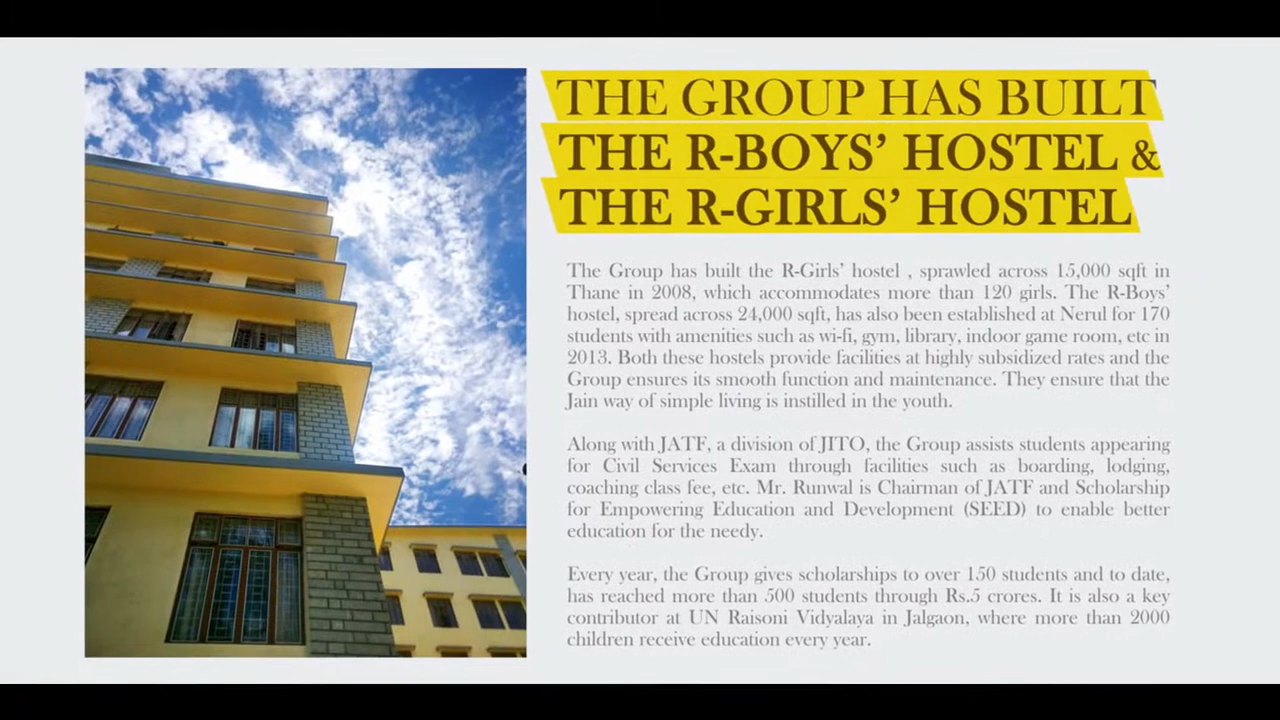 THE GROUP HAS BUILT
THE R-BOYS’ HOSTEL &
THE R-GIRLS’ HOSTEL
The Group has built the R-Girls’ hostel , sprawled across 15,000 sqft in
Thane in 2008, which accommodates more than 120 girls. The R-Boys’
hostel, spread across 24,000 sqft, has also been established at Nerul for 170
students with amenities such as wi-fi, gym, library, indoor game room, etc in
2013. Both these hostels provide facilities at highly subsidized rates and the
Group ensures its smooth function and maintenance. They ensure that the
Jain way of simple living is instilled in the youth.
Along with JATF, a division of JITO, the Group assists students appearing
for Civil Services Exam through facilities such as boarding, lodging,
coaching class fee, etc. Mr. Runwal is Chairman of JATF and Scholarship
for Empowering Education and Development (SEED) to enable better
education for the needy.
Every year, the Group gives scholarships to over 150 students and to date,
has reached more than 500 students through Rs.5 crores. It is also a key
contributor at UN Raisoni Vidyalaya in Jalgaon, where more than 2000
children receive education every year.